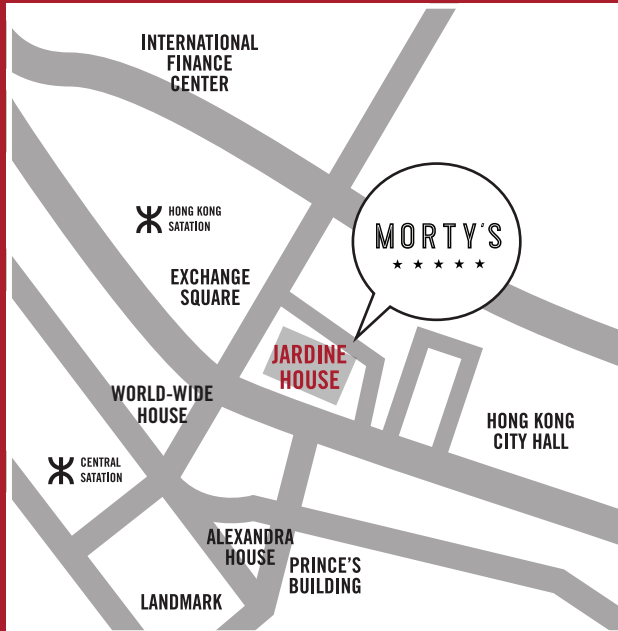 INTERNATIONAL
FINANCE
CENTER
MORTY'S
HONG KONG
SATATION
EXCHANGE
SQUARE
JARDINE
HOUSE
WORLD-WIDE
HOUSE
HONG KONG
CITY HALL
CENTRAL
SATATION
ALEXANDRA
HOUSE
PRINCE'S
BUILDING
LANDMARK